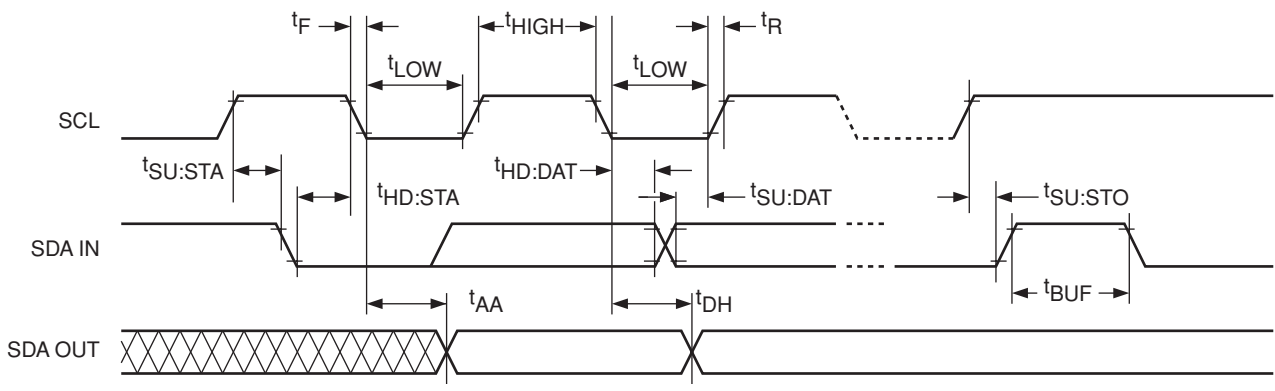 tF
tHIGH
tR
tLOW
tLOW
SCL
tSU:STA
tHD:STA
tHD:DAT
tSU:DAT
tSU:STO
SDA IN
tBUF
tAA
tDH
SDA OUT